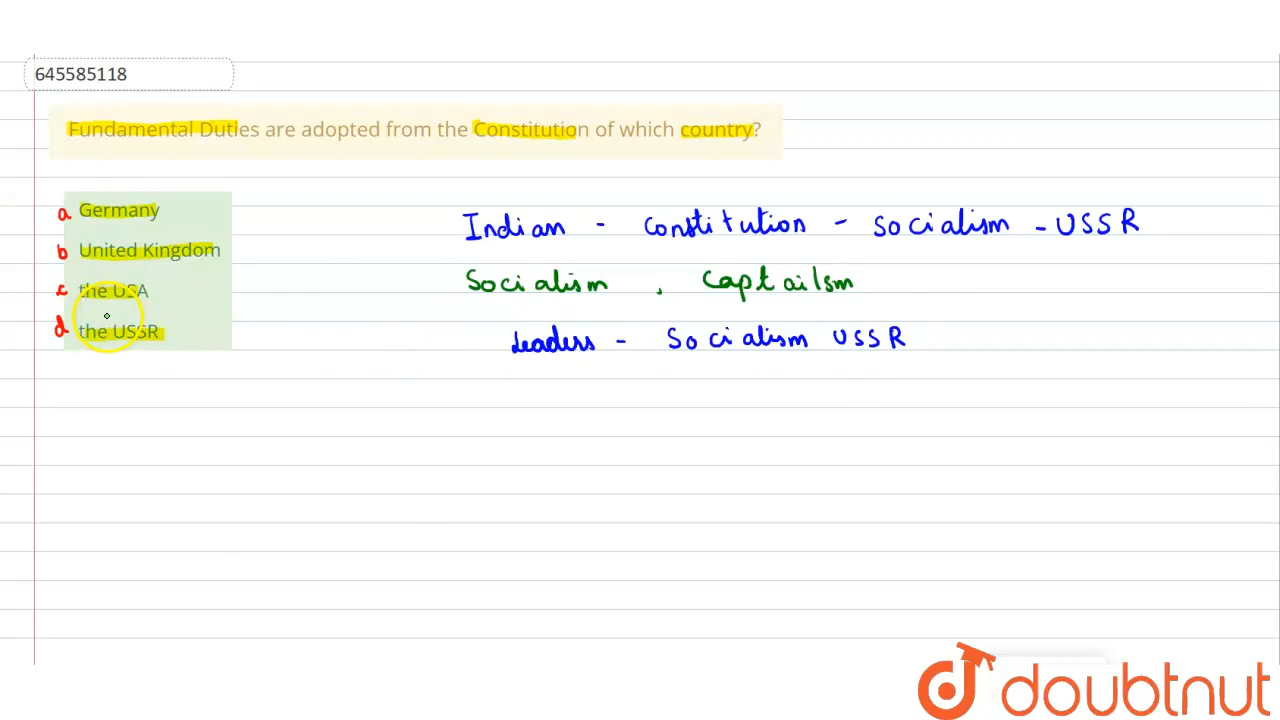 645585118
Fundamental Duties are adopted from the Constitution of which country?
a Germany
b United Kingdom
c the USA
d the USSR
Indian - Constitution - Socialism - USSR
Socialism , Captailsm
leaders - Socialism USSR
doubtnut